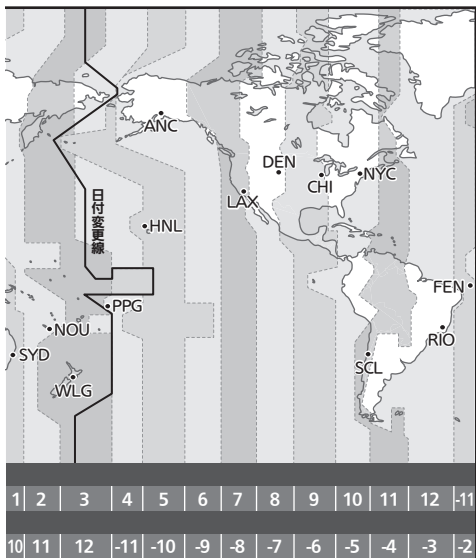 ANC
DEN
CHI
NYC
LAX
日付変更線
HNL
FEN
PPG
NOU
RIO
SYD
SCL
WLG
1 2 3 4 5 6 7 8 9 10 11 12 -11
10 11 12 -11 -10 -9 -8 -7 -6 -5 -4 -3 -2